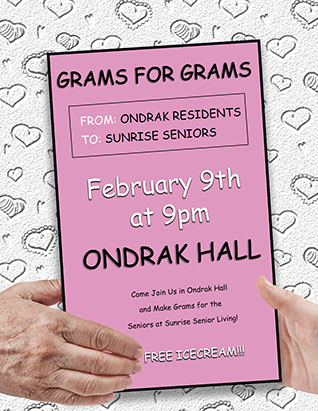 GRAMS FOR GRAMS
FROM: ONDRAK RESIDENTS
TO: SUNRISE SENIORS
February 9th
at 9pm
ONDRAK HALL
Come Join Us in Ondrak Hall
and Make Grams for the
Seniors at Sunrise Senior Living!
FREE ICECREAM!!!